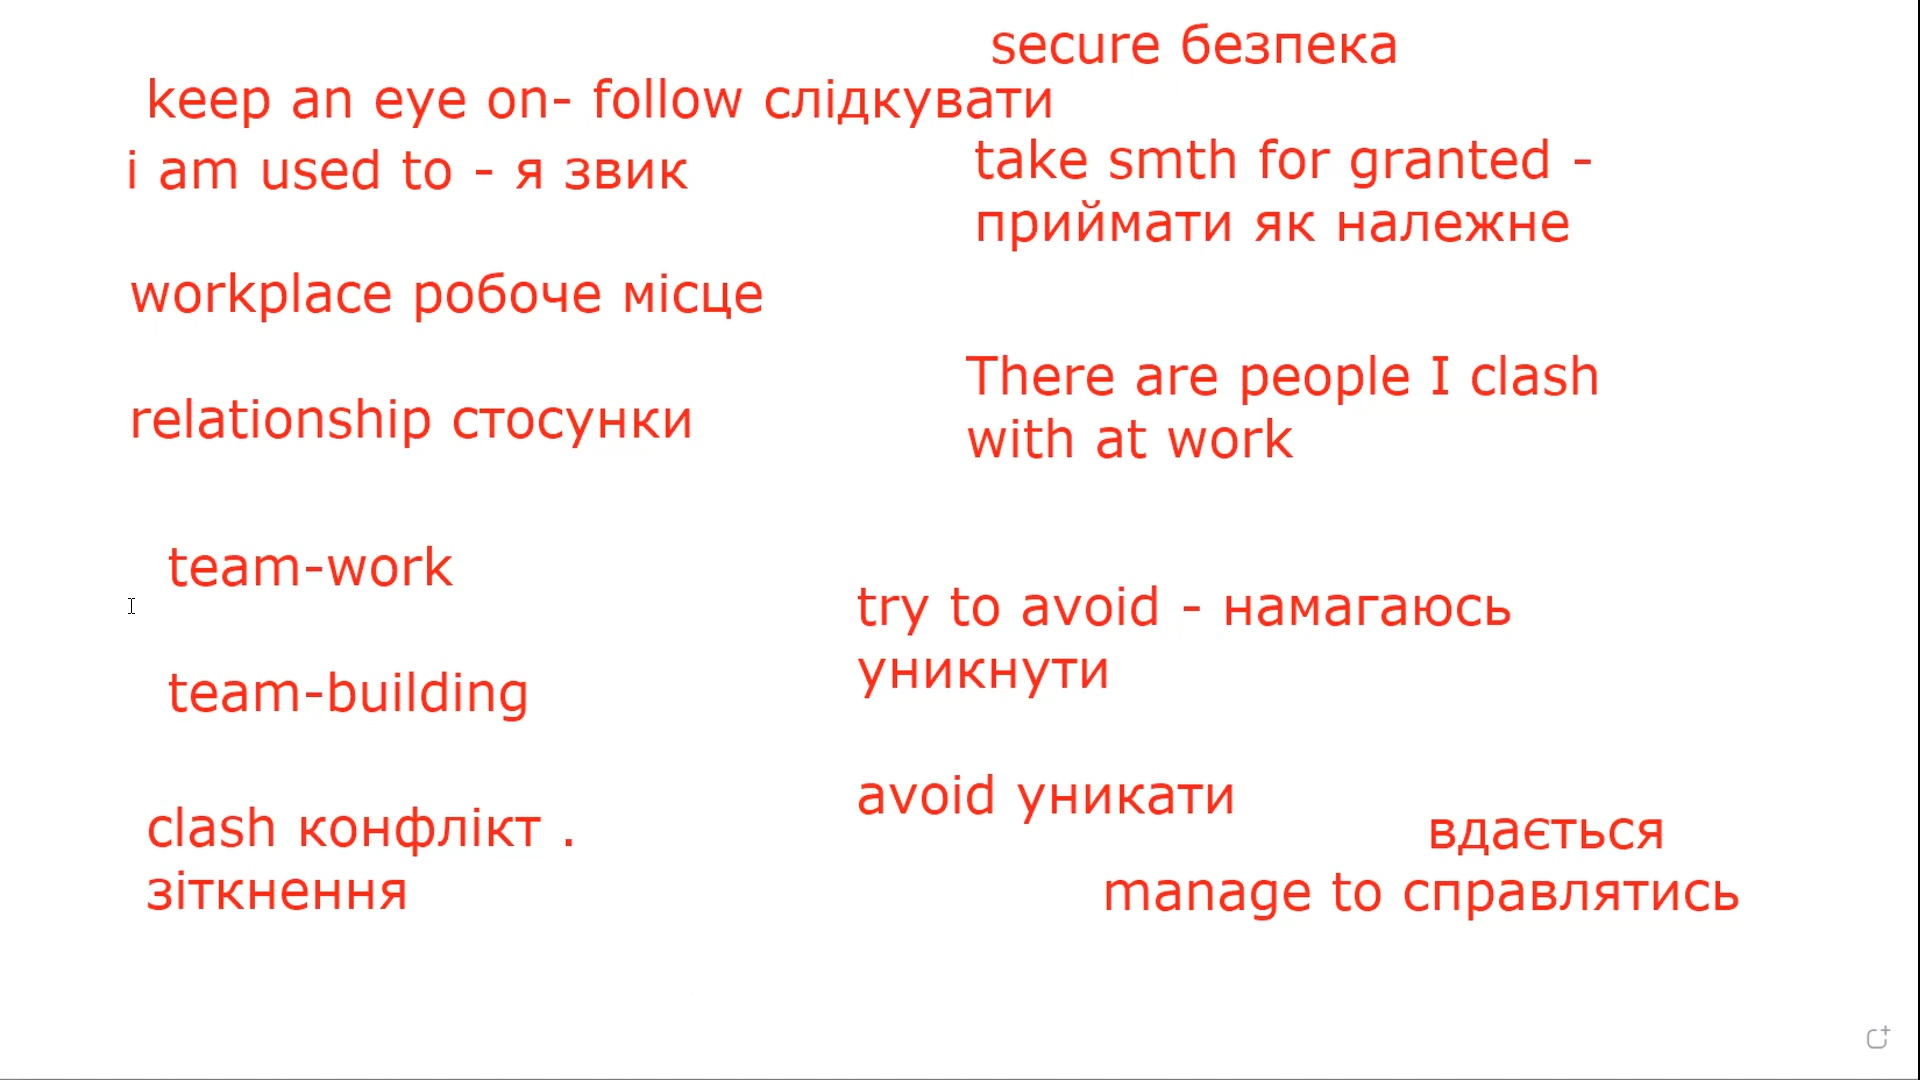 secure безпека
keep an eye on- follow слідкувати
i am used to - я звик
take smth for granted -
приймати як належне
workplace робоче місце
There are people I clash
with at work
relationship стосунки
team-work
try to avoid - намагаюсь
уникнути
team-building
avoid уникати
clash конфлікт .
зіткнення
вдається
manage to справлятись